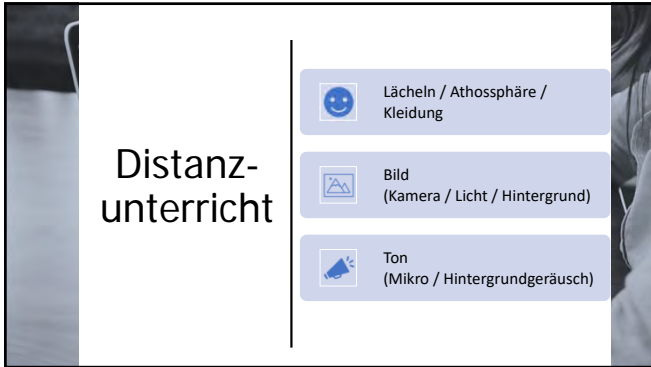 Distanz-
unterricht
Lächeln / Athossphäre /
Kleidung
Bild
(Kamera / Licht / Hintergrund)
Ton
(Mikro / Hintergrundgeräusch)